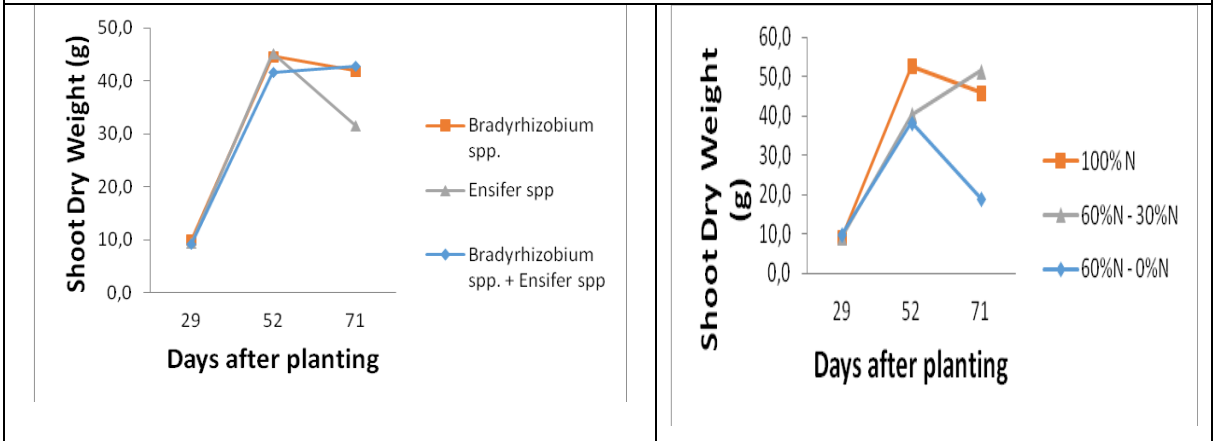 50,0
40,0
30,0
20,0
10,0
0,0
Shoot Dry Weight (g)
29 52 71
Days after planting
Bradyrhizobium
spp.
Ensifer spp
Bradyrhizobium
spp. + Ensifer spp
60,0
50,0
40,0
30,0
20,0
10,0
0,0
Shoot Dry Weight
(g)
29 52 71
Days after planting
100% N
60%N - 30%N
60%N - 0%N